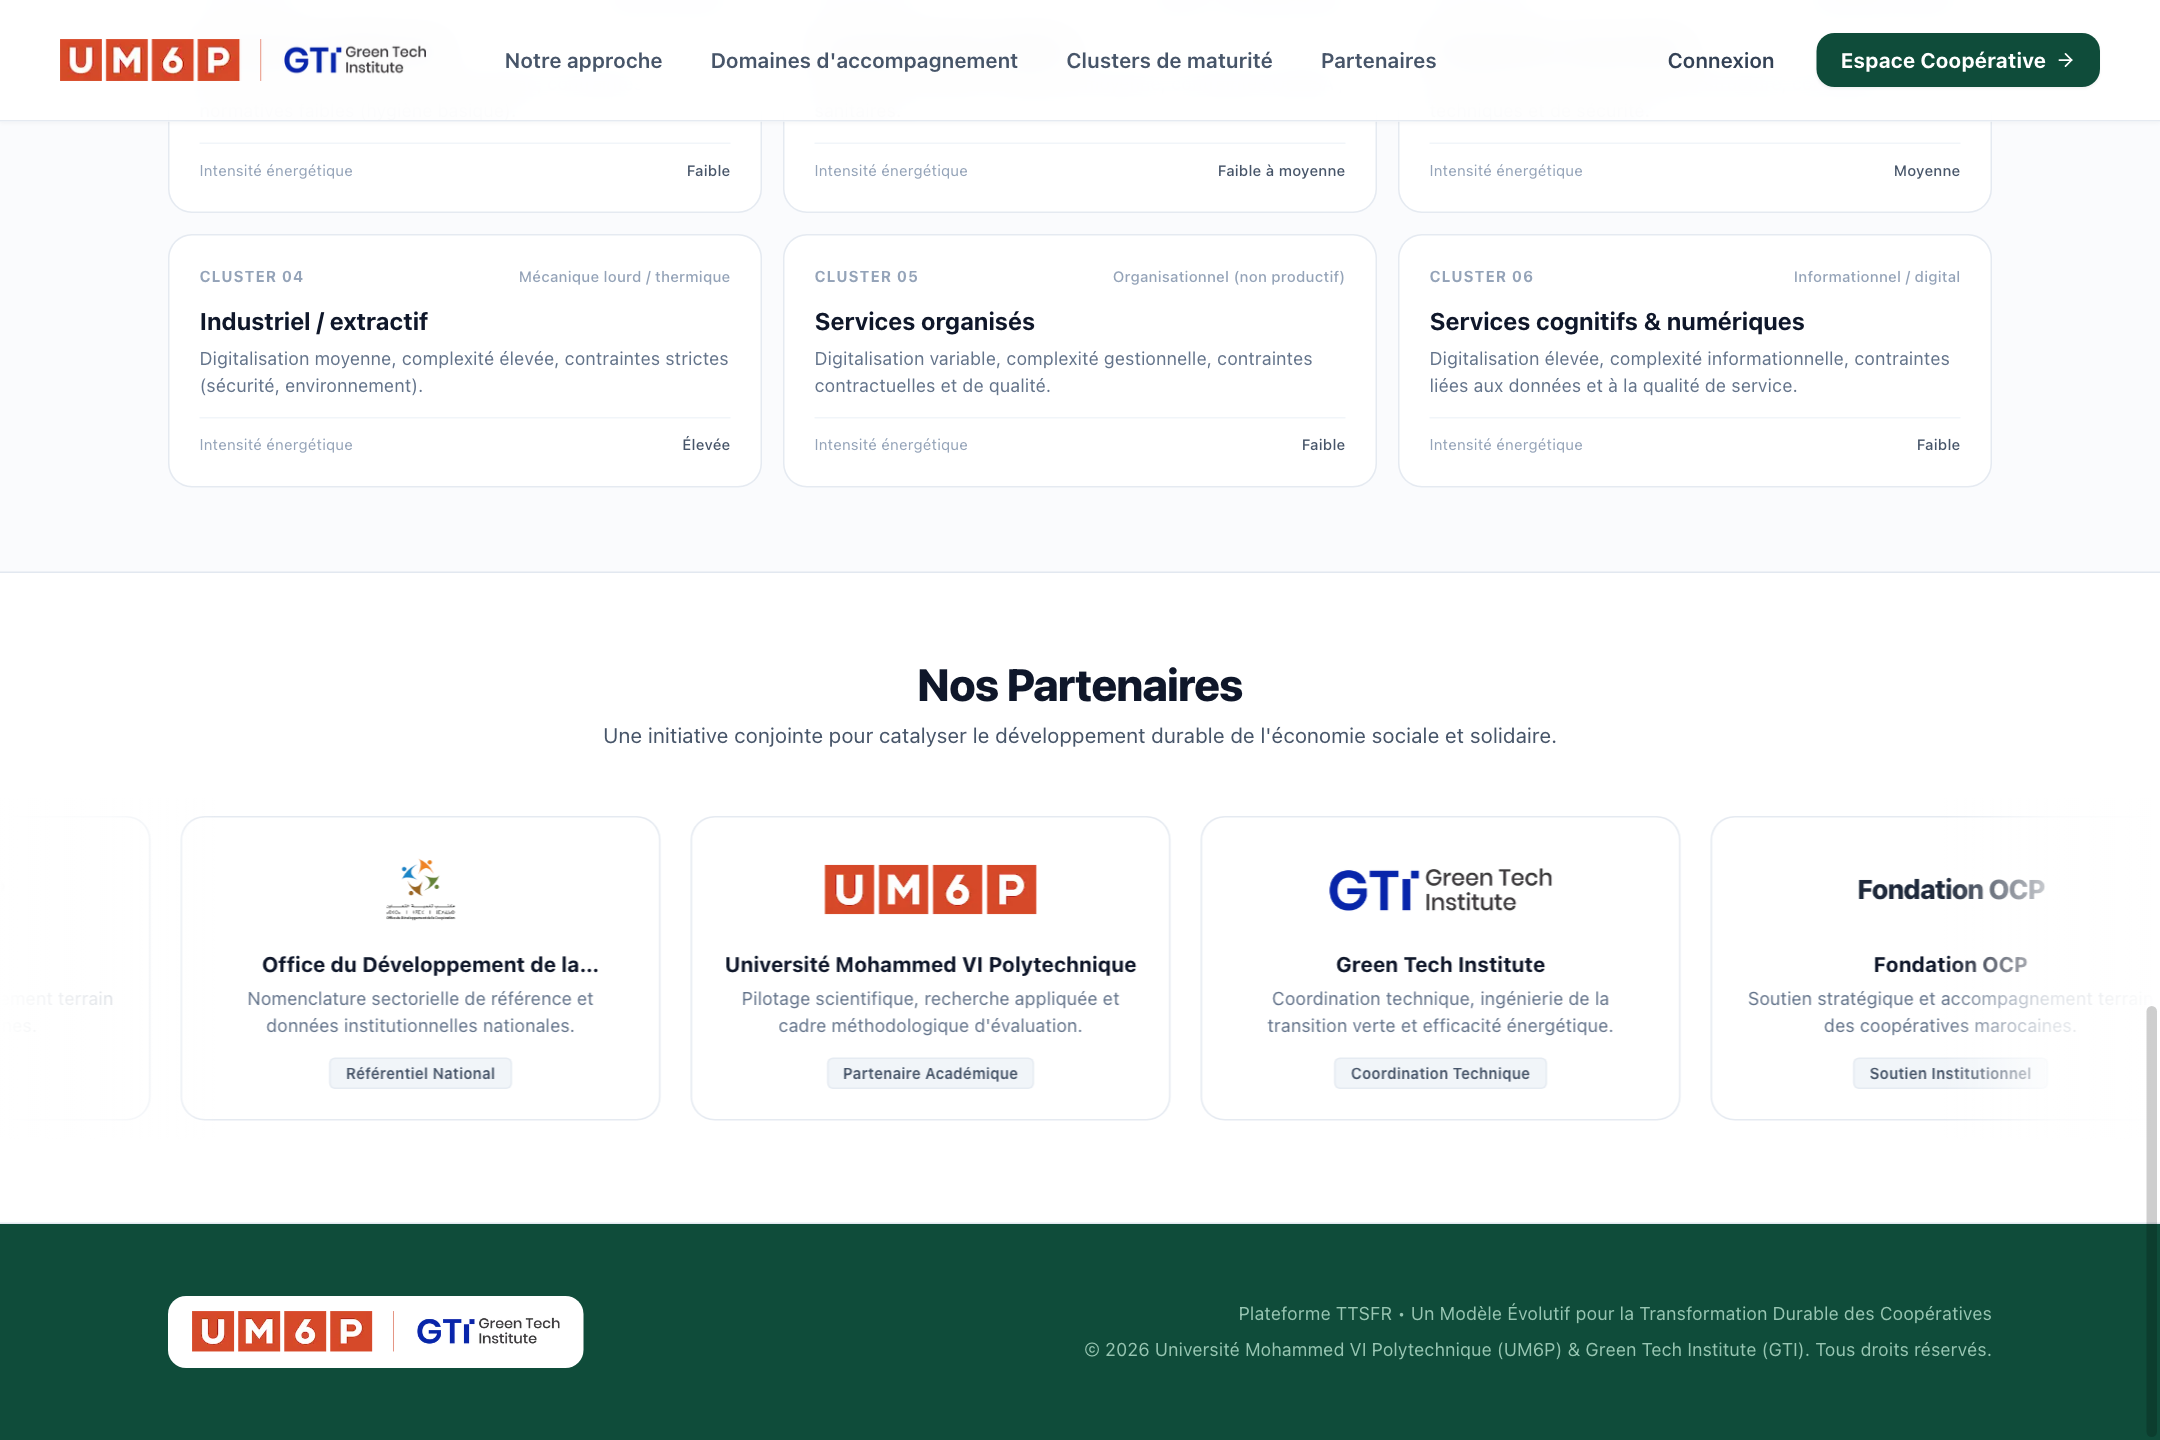 UM6P
GTi Green Tech
Institute
Notre approche
Domaines d'accompagnement
Clusters de maturité
Partenaires
Connexion
Espace Coopérative →
Intensité énergétique
Faible
Intensité énergétique
Faible à moyenne
Intensité énergétique
Moyenne
CLUSTER 04
Mécanique lourd / thermique
Industriel / extractif
Digitalisation moyenne, complexité élevée, contraintes strictes
(sécurité, environnement).
Intensité énergétique
Élevée
CLUSTER 05
Organisationnel (non productif)
Services organisés
Digitalisation variable, complexité gestionnelle, contraintes
contractuelles et de qualité.
Intensité énergétique
Faible
CLUSTER 06
Informationnel / digital
Services cognitifs & numériques
Digitalisation élevée, complexité informationnelle, contraintes
liées aux données et à la qualité de service.
Intensité énergétique
Faible
Nos Partenaires
Une initiative conjointe pour catalyser le développement durable de l'économie sociale et solidaire.
terrain
Office du Développement de la...
Nomenclature sectorielle de référence et
données institutionnelles nationales.
Référentiel National
UM6P
Université Mohammed VI Polytechnique
Pilotage scientifique, recherche appliquée et
cadre méthodologique d'évaluation.
Partenaire Académique
GTi Green Tech
Institute
Green Tech Institute
Coordination technique, ingénierie de la
transition verte et efficacité énergétique.
Coordination Technique
Fondation OCP
Fondation OCP
Soutien stratégique et accompagnement terrain
des coopératives marocaines.
Soutien Institutionnel
UM6P
GTi Green Tech
Institute
Plateforme TTSFR • Un Modèle Évolutif pour la Transformation Durable des Coopératives
© 2026 Université Mohammed VI Polytechnique (UM6P) & Green Tech Institute (GTI). Tous droits réservés.